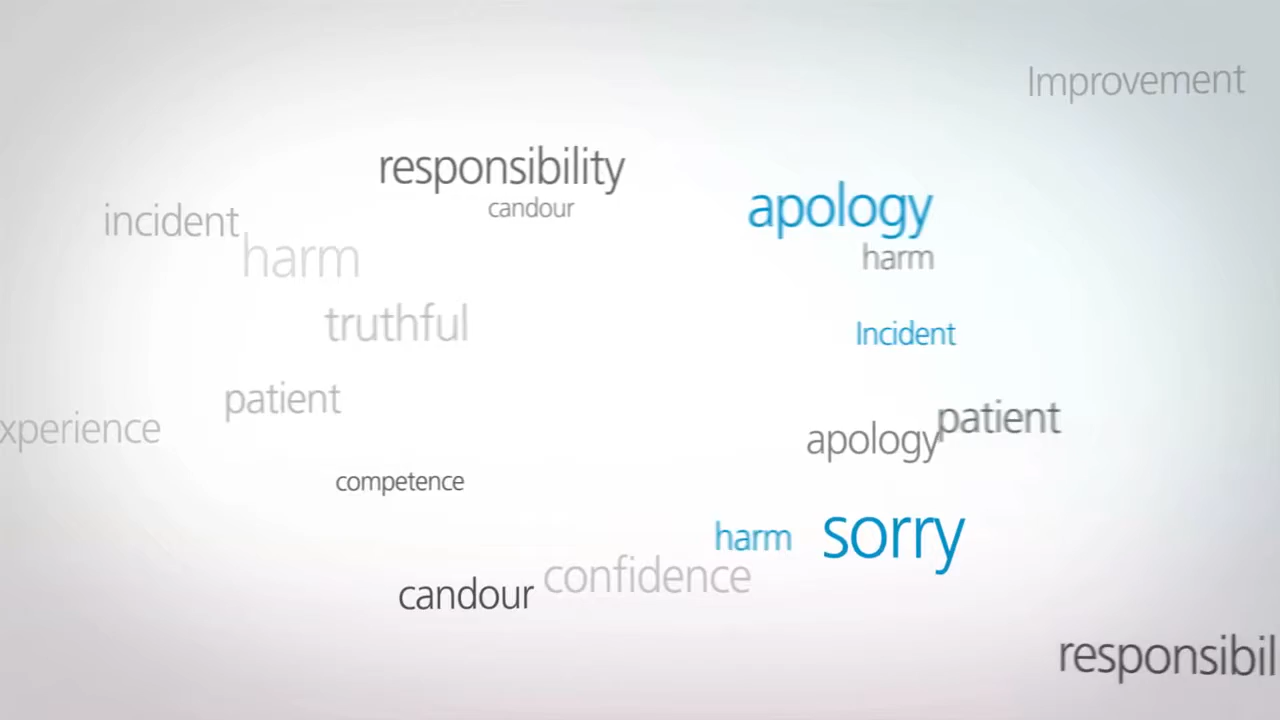 Improvement
responsibility
candour
apology
incident
harm
harm
truthful
Incident
patient
xperience
patient
apology
competence
harm
sorry
confidence
candour
responsibil